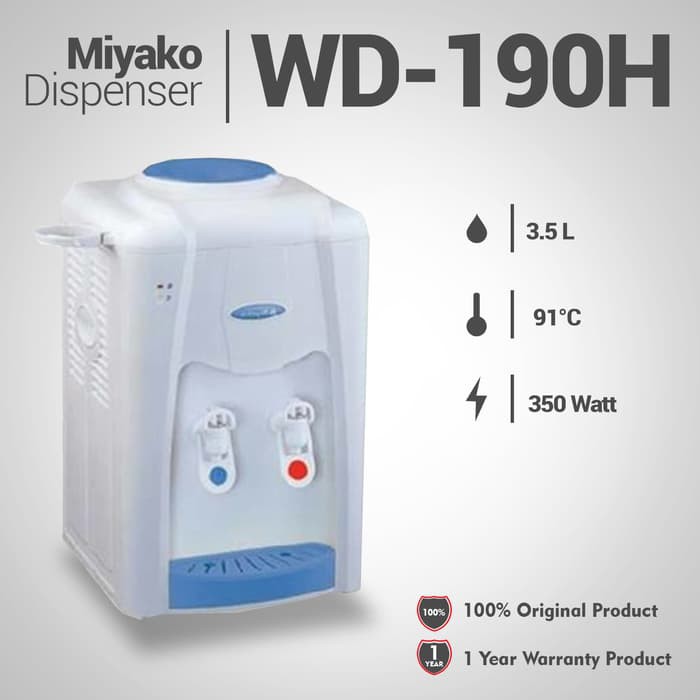 Miyako
Dispenser
WD-190H
3.5 L
91°C
350 Watt
100%
100% Original Product
1
YEAR
1 Year Warranty Product